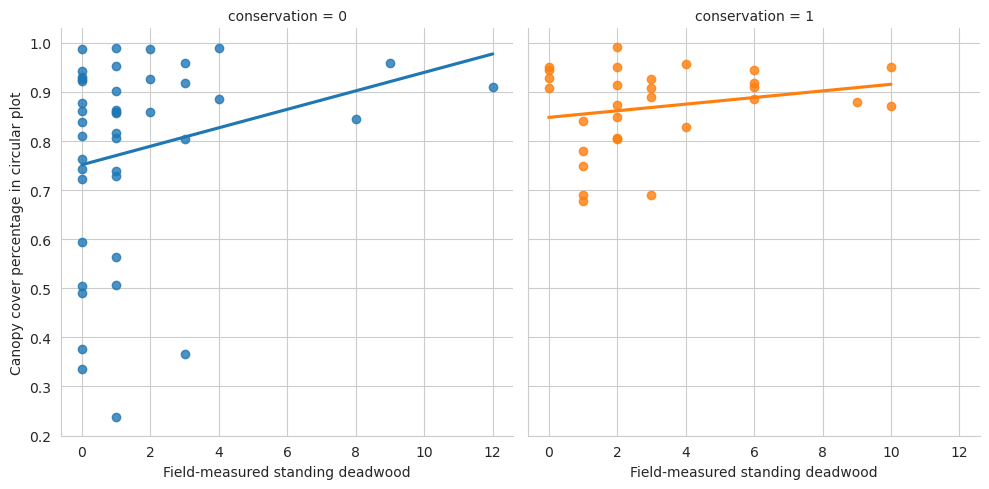 conservation = 0
conservation = 1
Canopy cover percentage in circular plot
1.0
0.9
0.8
0.7
0.6
0.5
0.4
0.3
0.2
0 2 4 6 8 10 12
0 2 4 6 8 10 12
Field-measured standing deadwood
Field-measured standing deadwood